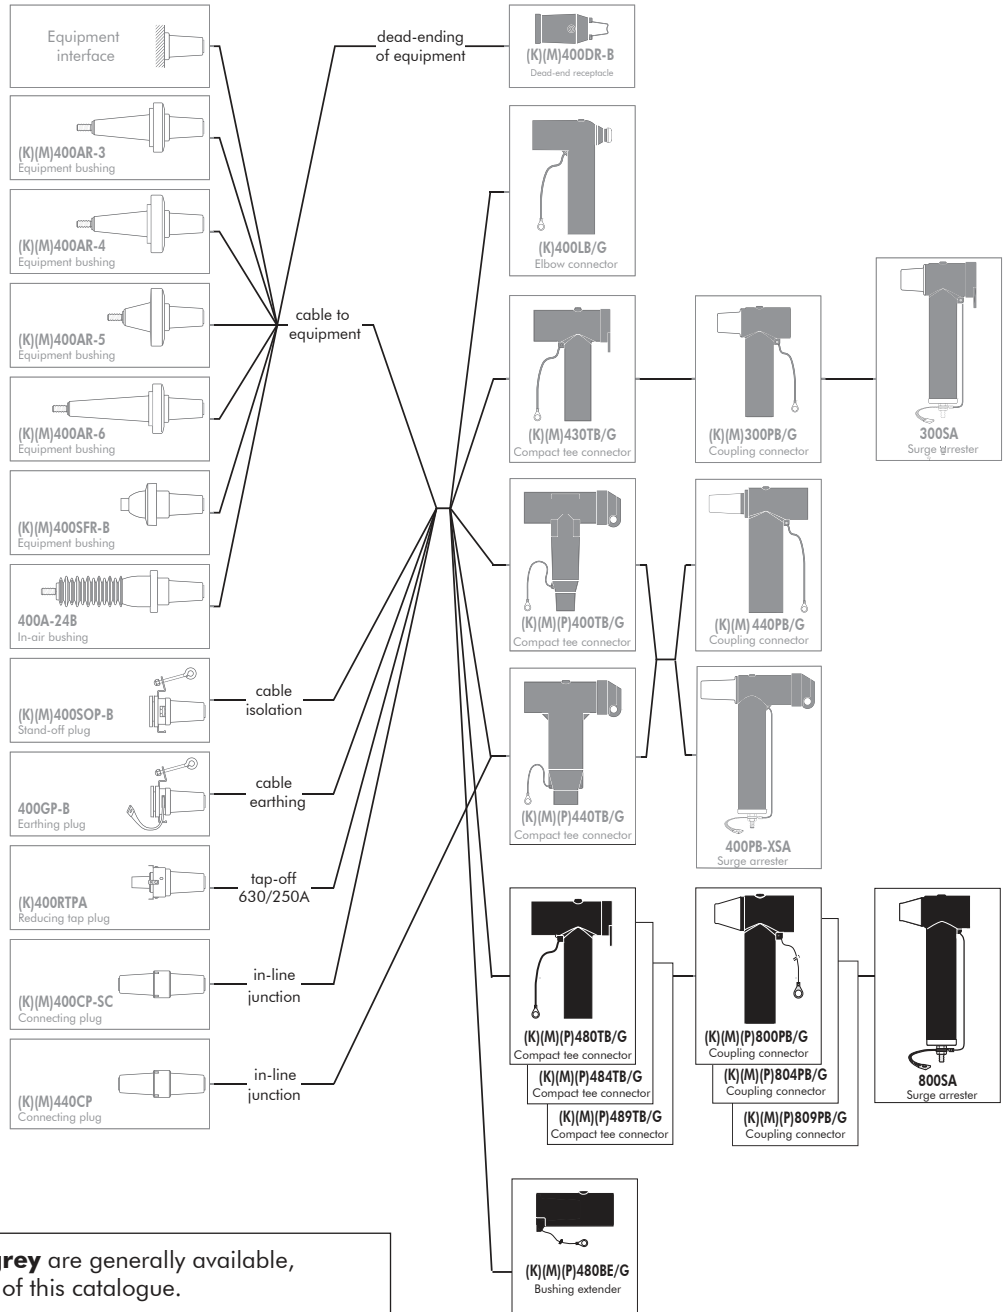 Equipment
interface
(K)(M)400AR-3
Equipment bushing
(K)(M)400AR-4
Equipment bushing
(K)(M)400AR-5
Equipment bushing
(K)(M)400AR-6
Equipment bushing
(K)(M)400SFR-B
Equipment bushing
400A-24B
In-air bushing
(K)(M)400SOP-B
Stand-off plug
400GP-B
Earthing plug
(K)400RTPA
Reducing tap plug
(K)(M)400CP-SC
Connecting plug
(K)(M)440CP
Connecting plug
dead-ending
of equipment
cable to
equipment
cable
isolation
cable
earthing
tap-off
630/250A
in-line
junction
in-line
junction
(K)(M)400DR-B
Dead-end receptacle
(K)400LB/G
Elbow connector
(K)(M)430TB/G
Compact tee connector
(K)(M)300PB/G
Coupling connector
300SA
Surge arrester
(K)(M)(P)400TB/G
Compact tee connector
(K)(M) 440PB/G
Coupling connector
(K)(M)(P)440TB/G
Compact tee connector
400PB-XSA
Surge arrester
(K)(M)(P)480TB/G
Compact tee connector
(K)(M)(P)484TB/G
Compact tee connector
(K)(M)(P)489TB/G
Compact tee connector
(K)(M)(P)800PB/G
Coupling connector
(K)(M)(P)804PB/G
Coupling connector
(K)(M)(P)809PB/G
Coupling connector
800SA
Surge arrester
(K)(M)(P)480BE/G
Bushing extender
grey are generally available,
of this catalogue.